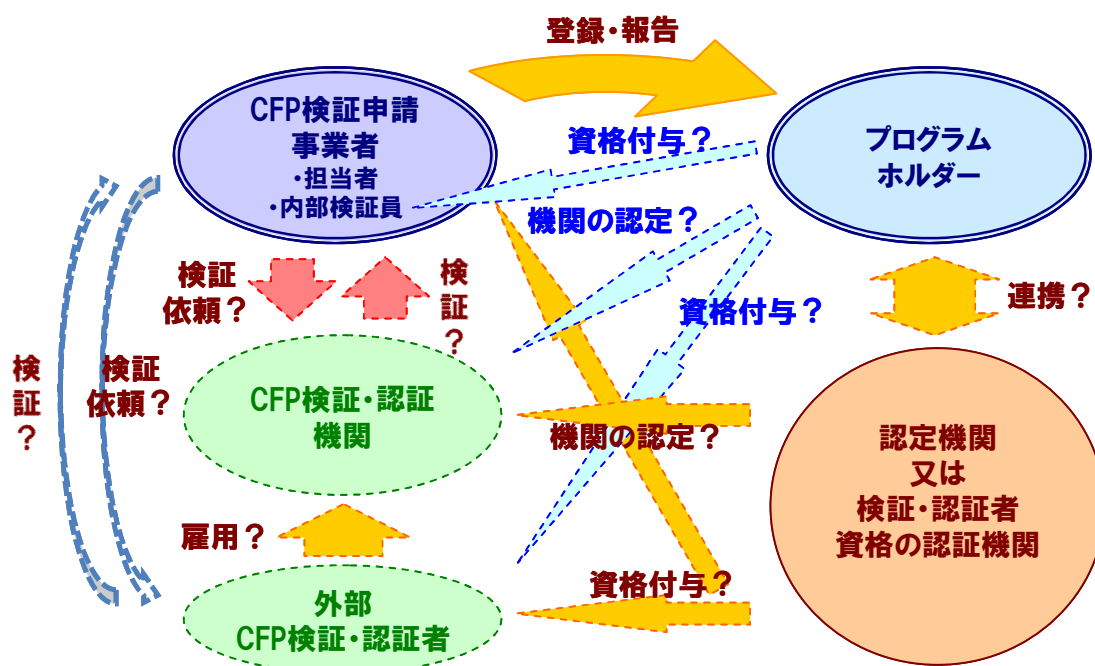 登録・報告
CFP検証申請
事業者
・担当者
・内部検証員
プログラム
ホルダー
資格付与？
機関の認定？
資格付与？
検証
依頼？
検証？
連携？
検証？
検証
依頼？
CFP検証・認証
機関
機関の認定？
認定機関
又は
検証・認証者
資格の認証機関
雇用？
資格付与？
外部
CFP検証・認証者